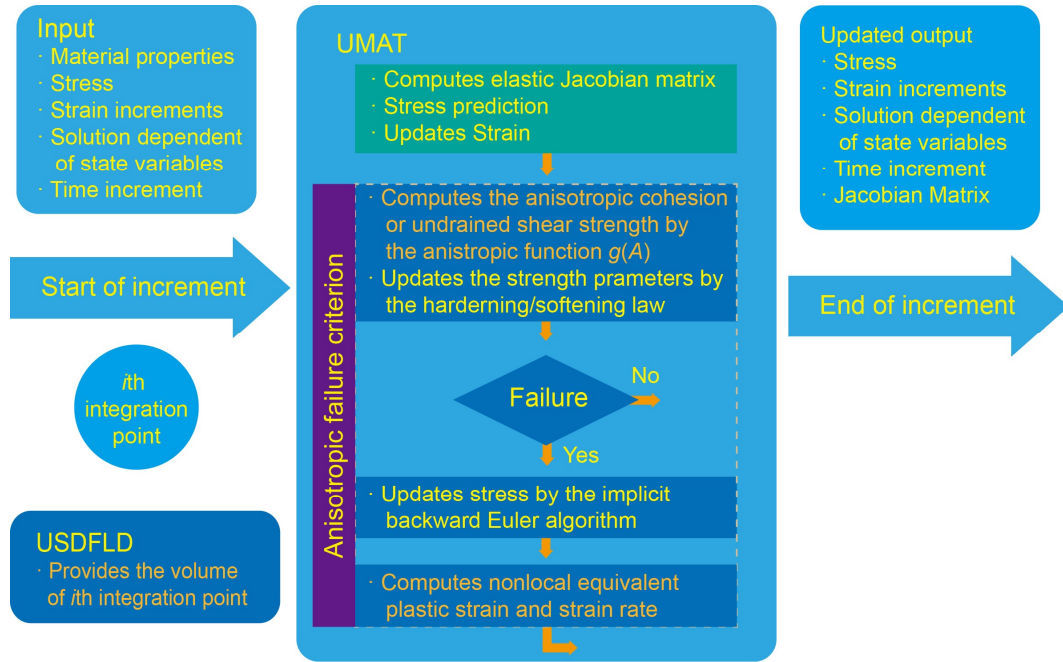 Input
· Material properties
· Stress
· Strain increments
· Solution dependent
of state variables
· Time increment
Start of increment
ith
integration
point
USDFLD
· Provides the volume
of ith integration point
UMAT
· Computes elastic Jacobian matrix
· Stress prediction
· Updates Strain
Anisotropic failure criterion
· Computes the anisotropic cohesion
or undrained shear strength by
the anistropic function g(A)
· Updates the strength prameters by
the harderning/softening law
Failure
No
Yes
· Updates stress by the implicit
backward Euler algorithm
· Computes nonlocal equivalent
plastic strain and strain rate
Updated output
· Stress
· Strain increments
· Solution dependent
of state variables
· Time increment
· Jacobian Matrix
End of increment